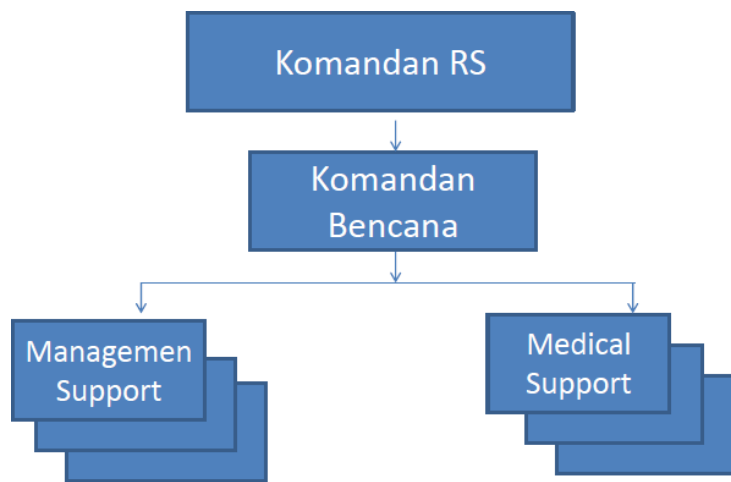 Komandan RS
Komandan
Bencana
Managemen
Support
Medical
Support